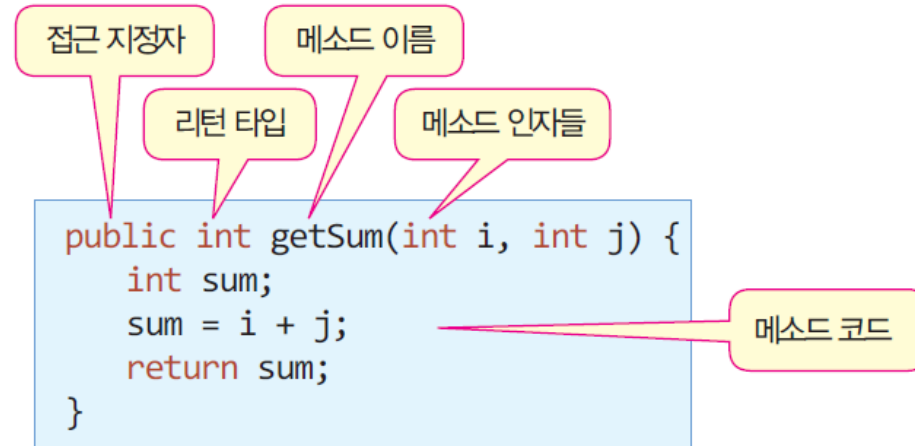 접근 지정자
메소드 이름
리턴 타입
메소드 인자들
public int getSum(int i, int j) {
int sum;
sum = i + j;
return sum;
}
메소드 코드